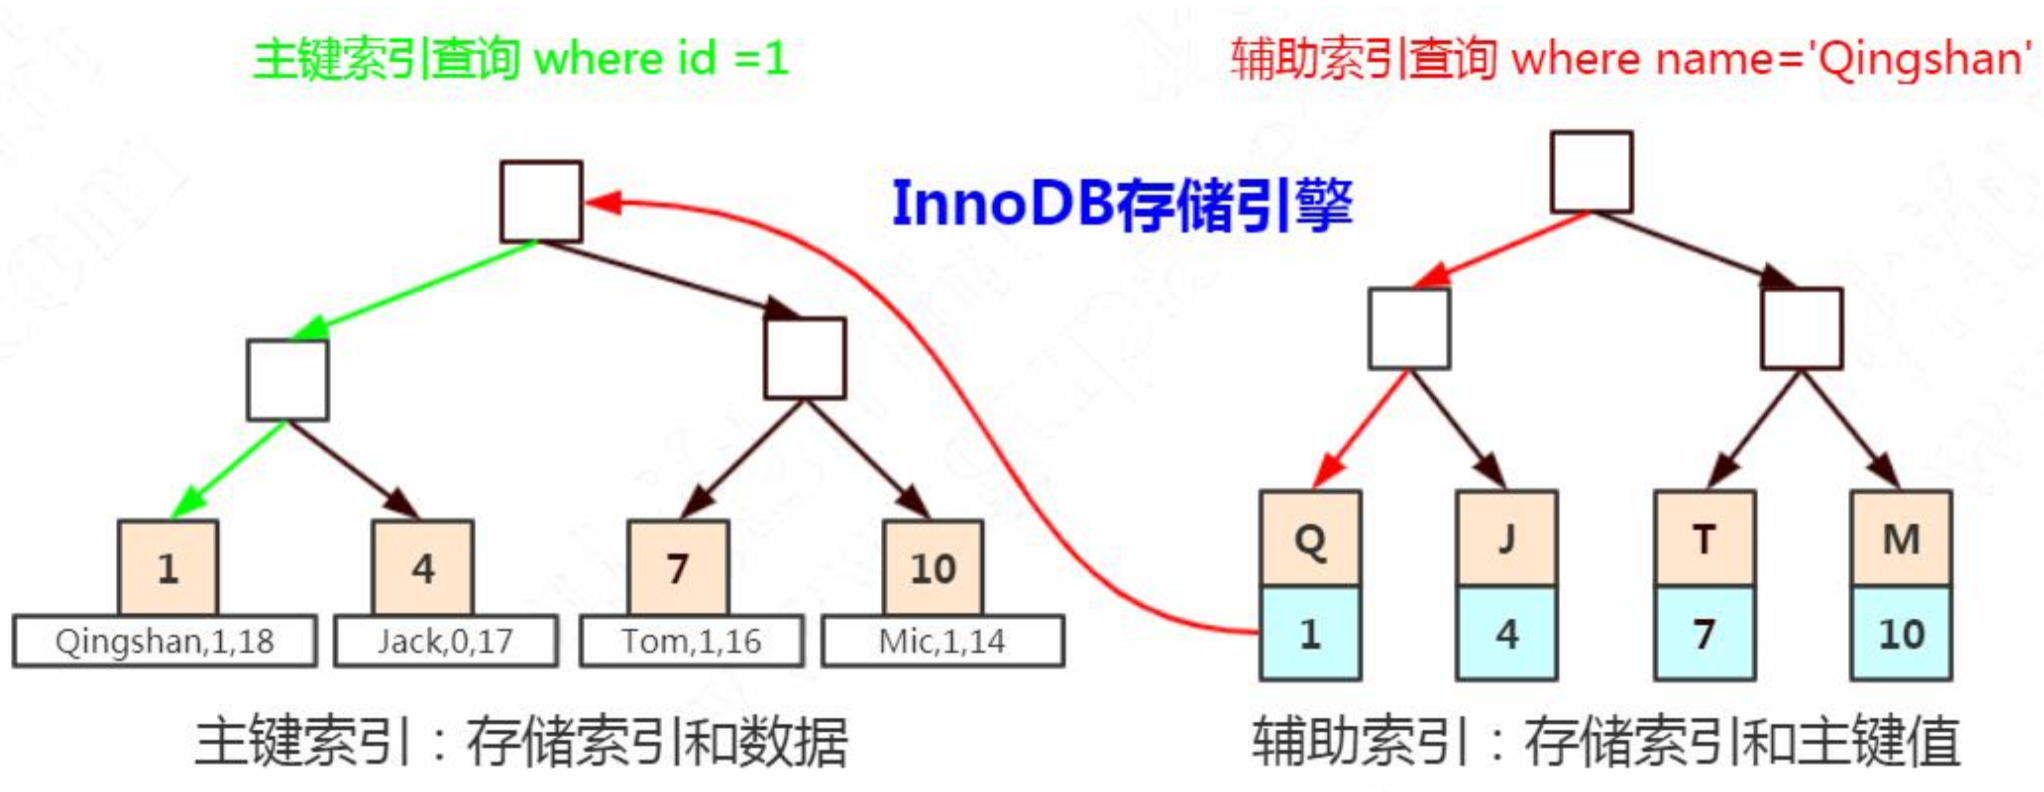 主键索引查询 where id =1
辅助索引查询 where name='Qingshan'
InnoDB存储引擎
1
4
7
10
Qingshan,1,18
Jack,0,17
Tom,1,16
Mic,1,14
Q
J
T
M
1
4
7
10
主键索引：存储索引和数据
辅助索引：存储索引和主键值